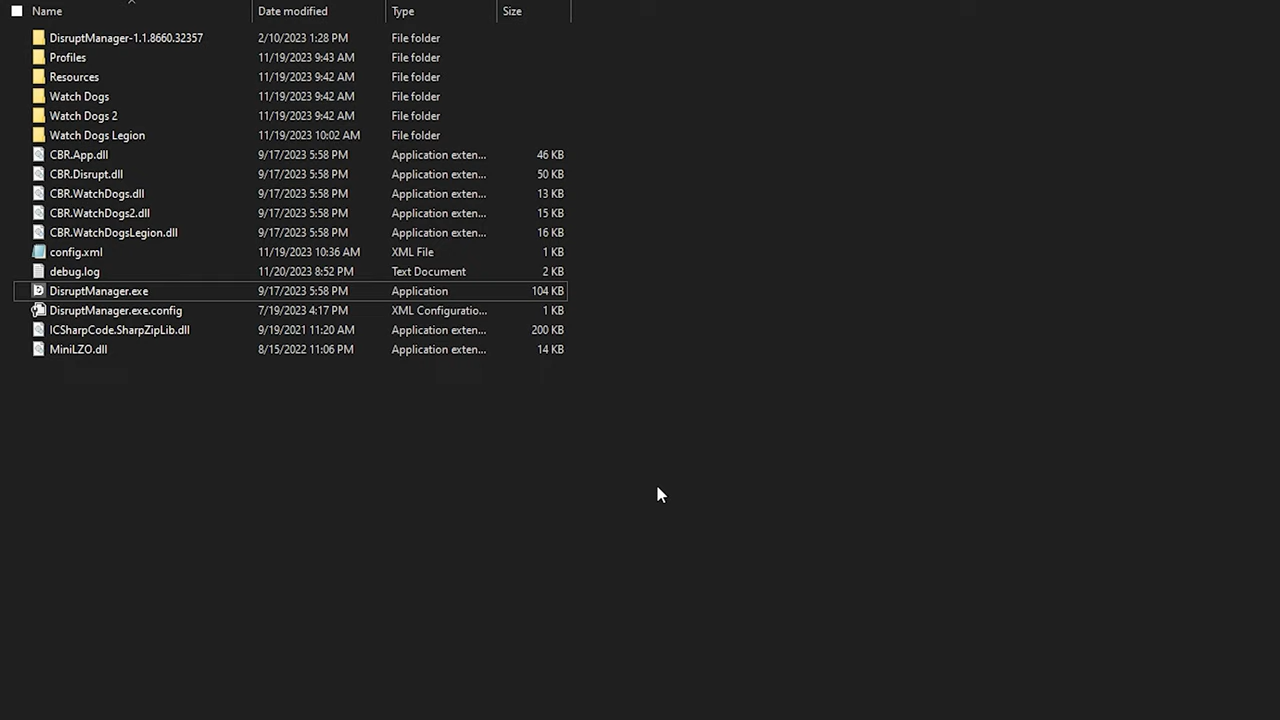 Name Date modified Type Size
DisruptManager-1.1.8660.32357 2/10/2023 1:28 PM File folder
Profiles 11/19/2023 9:43 AM File folder
Resources 11/19/2023 9:42 AM File folder
Watch Dogs 11/19/2023 9:42 AM File folder
Watch Dogs 2 11/19/2023 9:42 AM File folder
Watch Dogs Legion 11/19/2023 10:02 AM File folder
CBR.App.dll 9/17/2023 5:58 PM Application exten... 46 KB
CBR.Disrupt.dll 9/17/2023 5:58 PM Application exten... 50 KB
CBR.WatchDogs.dll 9/17/2023 5:58 PM Application exten... 13 KB
CBR.WatchDogs2.dll 9/17/2023 5:58 PM Application exten... 15 KB
CBR.WatchDogsLegion.dll 9/17/2023 5:58 PM Application exten... 16 KB
config.xml 11/19/2023 10:36 AM XML File 1 KB
debug.log 11/20/2023 8:52 PM Text Document 2 KB
DisruptManager.exe 9/17/2023 5:58 PM Application 104 KB
DisruptManager.exe.config 7/19/2023 4:17 PM XML Configuratio... 1 KB
ICSharpCode.SharpZipLib.dll 9/19/2021 11:20 AM Application exten... 200 KB
MiniLZO.dll 8/15/2022 11:06 PM Application exten... 14 KB